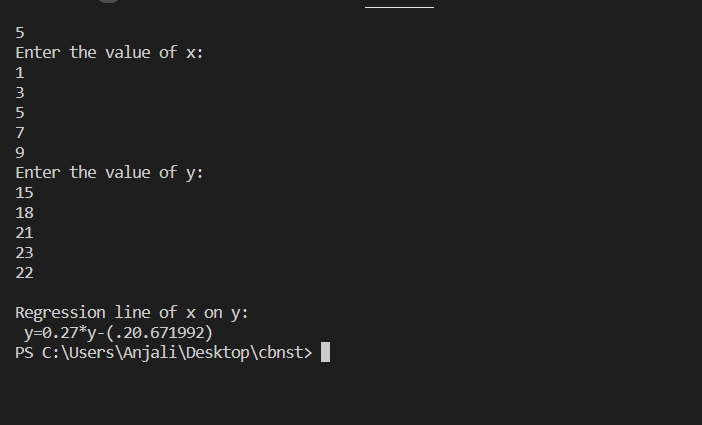 5
Enter the value of x:
1
3
5
7
9
Enter the value of y:
15
18
21
23
22
Regression line of x on y:
y=0.27*y-(.20.671992)
PS C:\Users\Anjali\Desktop\cbnst>